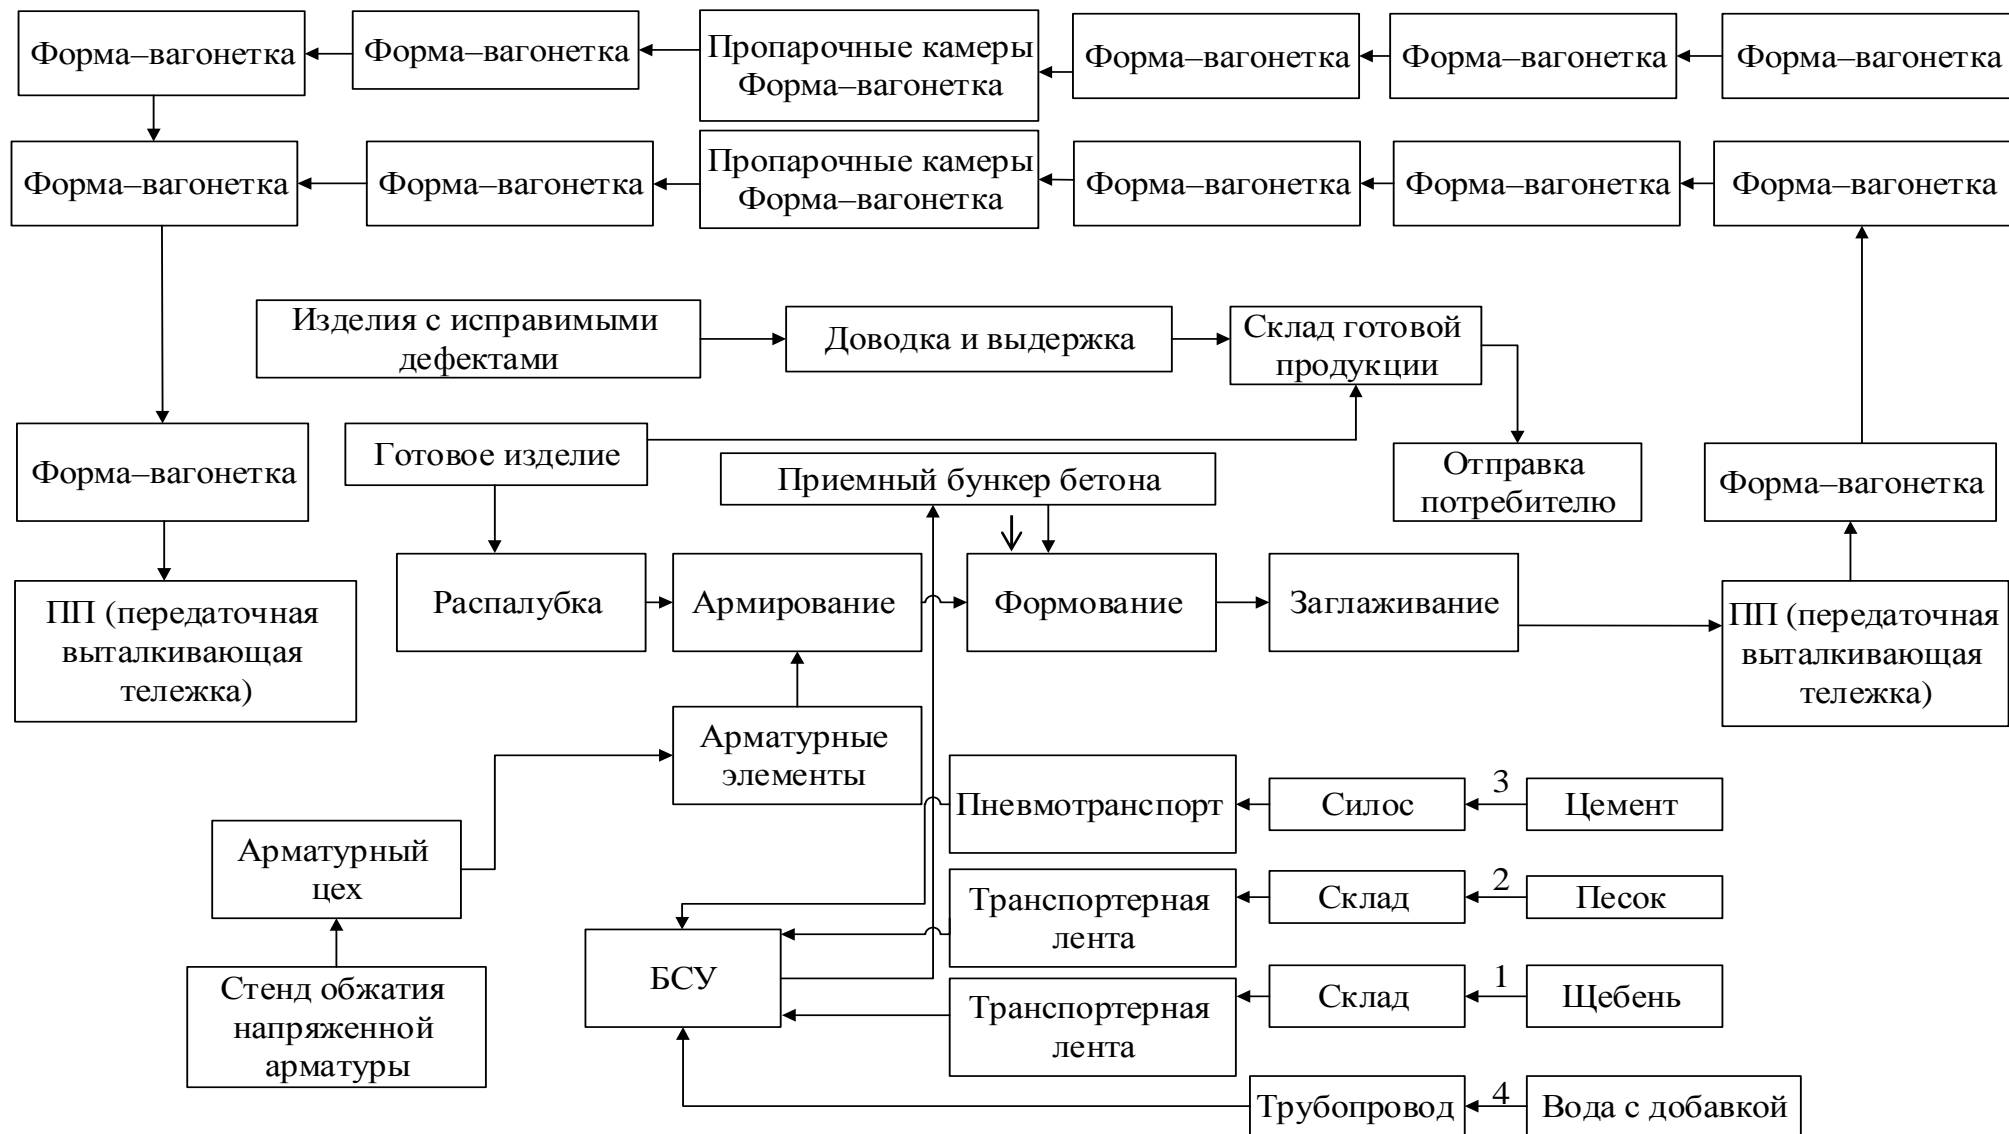 Форма–вагонетка
Форма–вагонетка
Пропарочные камеры
Форма–вагонетка
Форма–вагонетка
Форма–вагонетка
Форма–вагонетка
Форма–вагонетка
Форма–вагонетка
Пропарочные камеры
Форма–вагонетка
Форма–вагонетка
Форма–вагонетка
Форма–вагонетка
Изделия с исправимыми
дефектами
Доводка и выдержка
Склад готовой
продукции
Форма–вагонетка
Готовое изделие
Приемный бункер бетона
Отправка
потребителю
Форма–вагонетка
ПП (передаточная
выталкивающая
тележка)
Распалубка
Армирование
Формование
Заглаживание
ПП (передаточная
выталкивающая
тележка)
Арматурные
элементы
Пневмотранспорт
Силос
3
Цемент
Арматурный
цех
Транспортерная
лента
Склад
2
Песок
Стенд обжатия
напряженной
арматуры
БСУ
Транспортерная
лента
Склад
1
Щебень
Трубопровод
4
Вода с добавкой